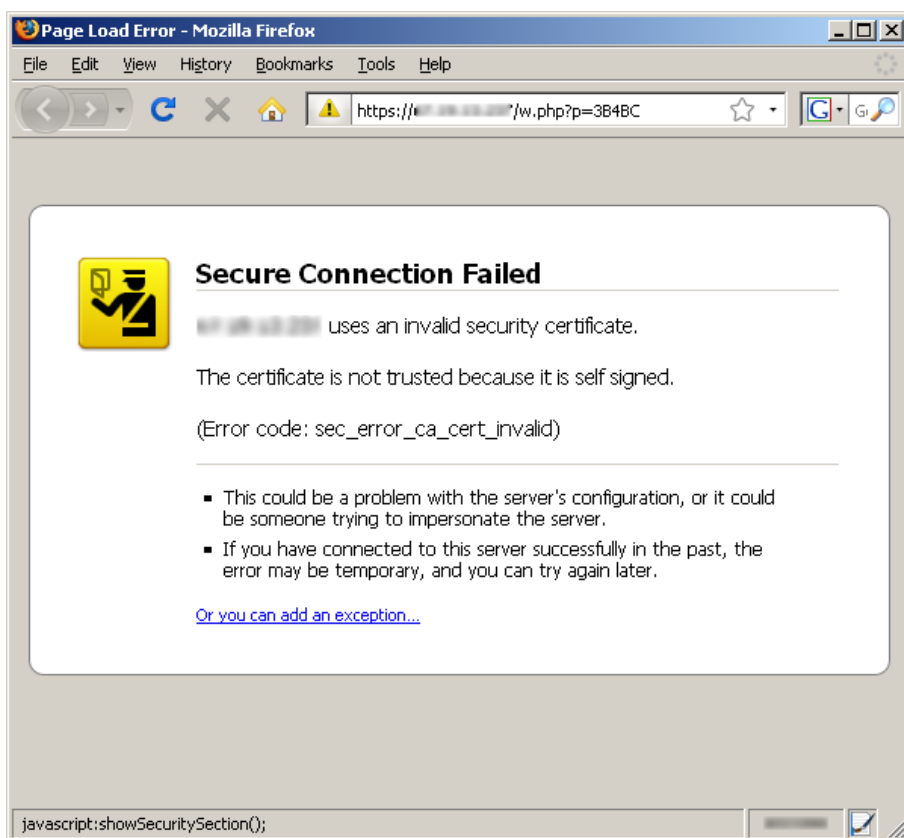 Page Load Error - Mozilla Firefox
File Edit View History Bookmarks Tools Help
https:// /w.php?p=3B4BC G G
Secure Connection Failed
uses an invalid security certificate.
The certificate is not trusted because it is self signed.
(Error code: sec_error_ca_cert_invalid)
This could be a problem with the server's configuration, or it could
be someone trying to impersonate the server.
If you have connected to this server successfully in the past, the
error may be temporary, and you can try again later.
Or you can add an exception...
javascript:showSecuritySection();